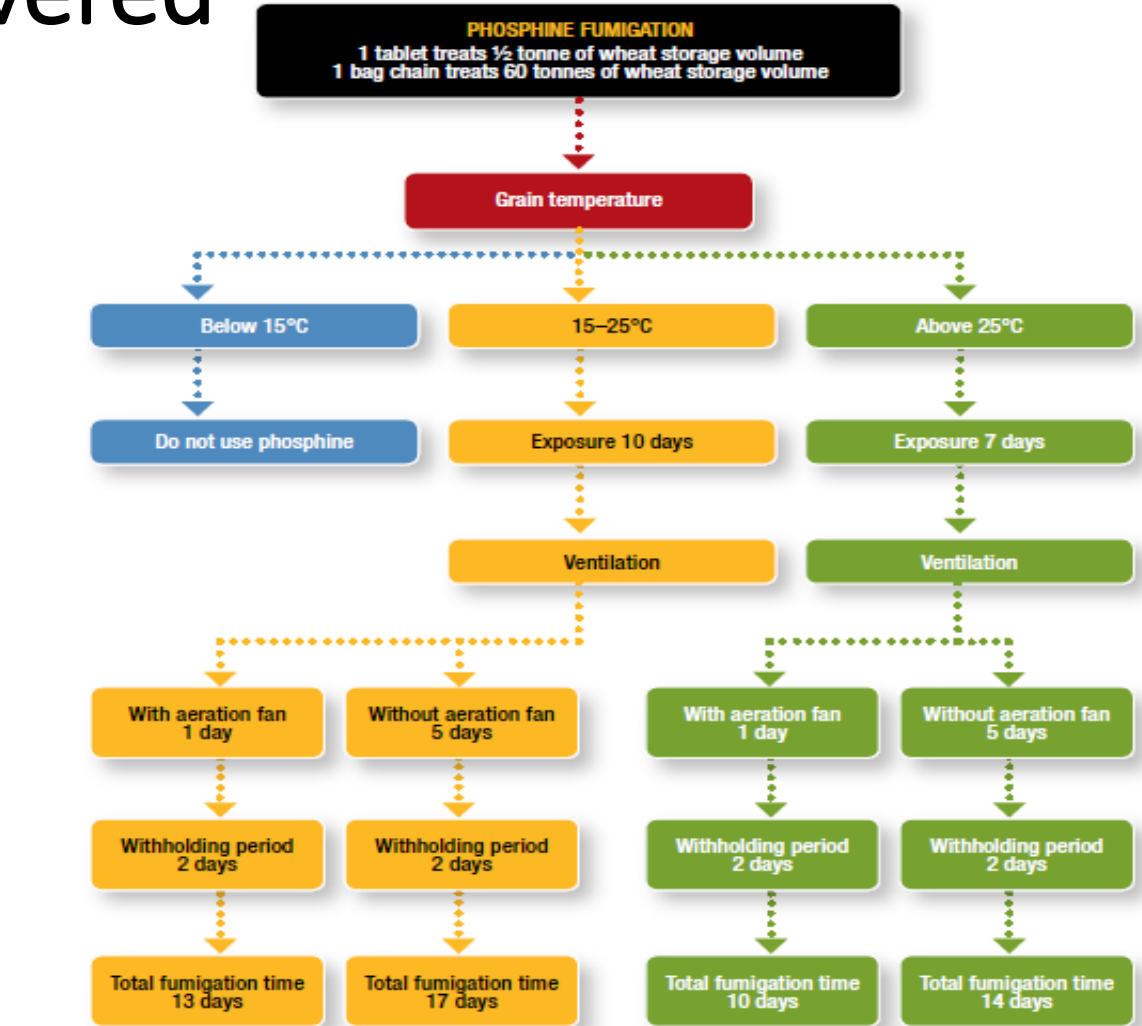 vered
PHOSPHINE FUMIGATION
1 tablet treats ½ tonne of wheat storage volume
1 bag chain treats 60 tonnes of wheat storage volume
Grain temperature
Below 15°C
15–25°C
Above 25°C
Do not use phosphine
Exposure 10 days
Exposure 7 days
Ventilation
Ventilation
With aeration fan
1 day
Without aeration fan
5 days
With aeration fan
1 day
Without aeration fan
5 days
Withholding period
2 days
Withholding period
2 days
Withholding period
2 days
Withholding period
2 days
Total fumigation time
13 days
Total fumigation time
17 days
Total fumigation time
10 days
Total fumigation time
14 days